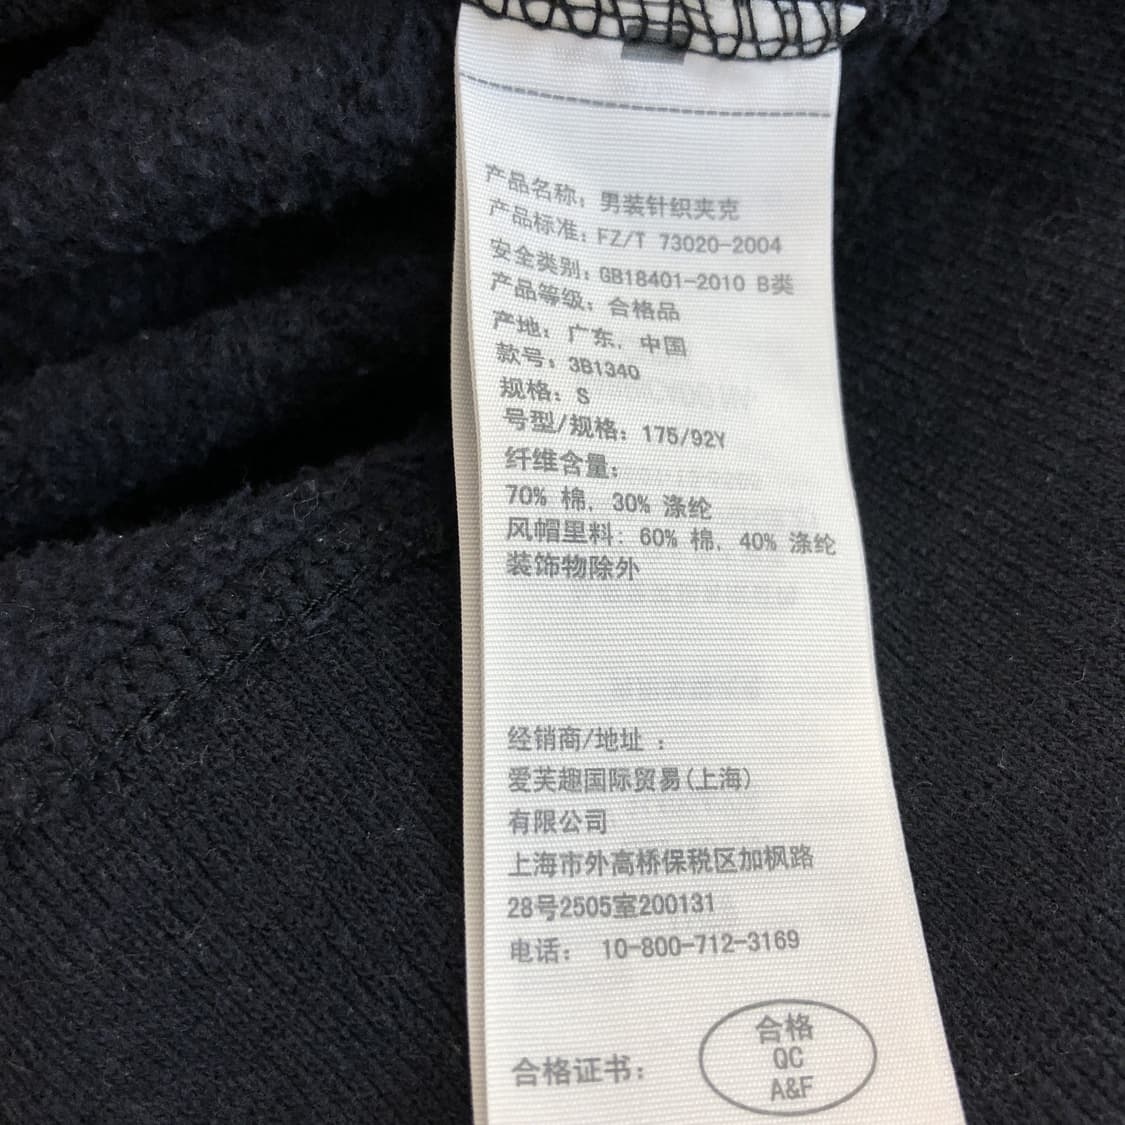 产品名称：男装针织夹克
产品标准：FZ/T 73020-2004
安全类别：GB18401-2010 B类
产品等级：合格品
产地：广东，中国
款号：3B1340
规格：S
号型/规格：175/92Y
纤维含量：
70% 棉，30% 涤纶
风帽里料：60% 棉，40% 涤纶
装饰物除外
经销商/地址 ：
爱芙趣国际贸易(上海)
有限公司
上海市外高桥保税区加枫路
28号2505室200131
电话： 10-800-712-3169
合格证书：
合格
QC
A&F